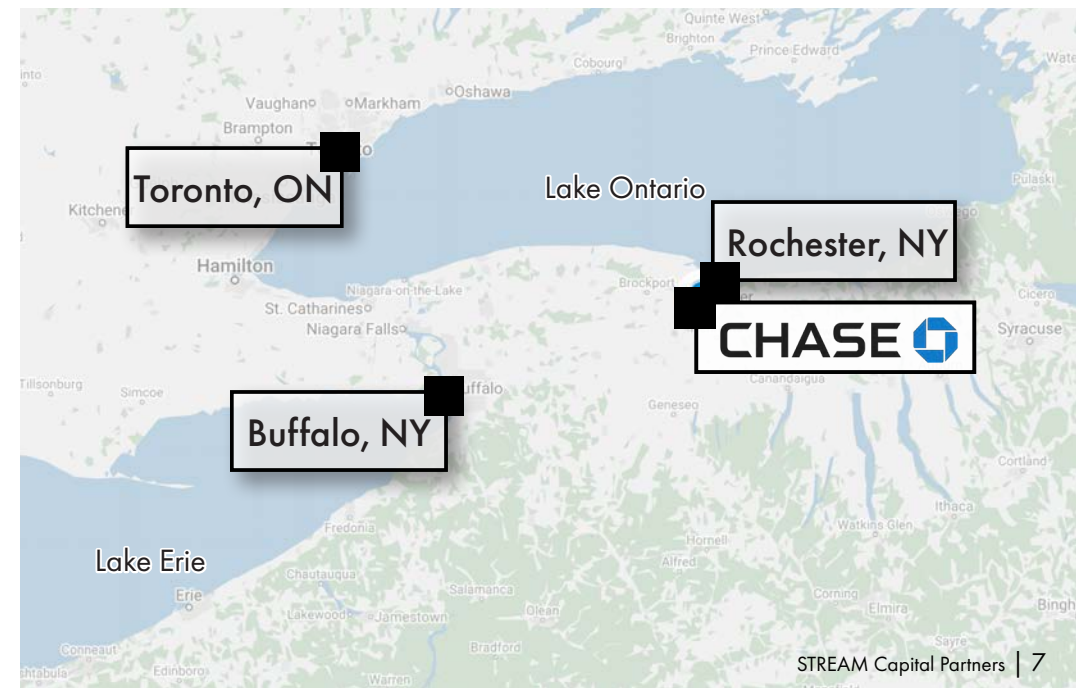 Quinte West
Brighton
Prince Edward
Cobourg
Oshawa
Vaughan
Markham
Brampton
Toronto, ON
Lake Ontario
Pulaski
Kitchener
Rochester, NY
Hamilton
Niagara-on-the-Lake
Brockport
Cicero
St. Catharines
Niagara Falls
CHASE
Syracuse
Tillsonburg
Simcoe
Canandaigua
Geneseo
Buffalo, NY
Cortland
Ithaca
Watkins Glen
Fredonia
Hornell
Lake Erie
Alfred
Chautauqua
Erie
Salamanca
Corning
Elmira
Lakewood
Jamestown
Olean
Sayre
Conneaut
Bradford
Edinboro
Warren
STREAM Capital Partners | 7